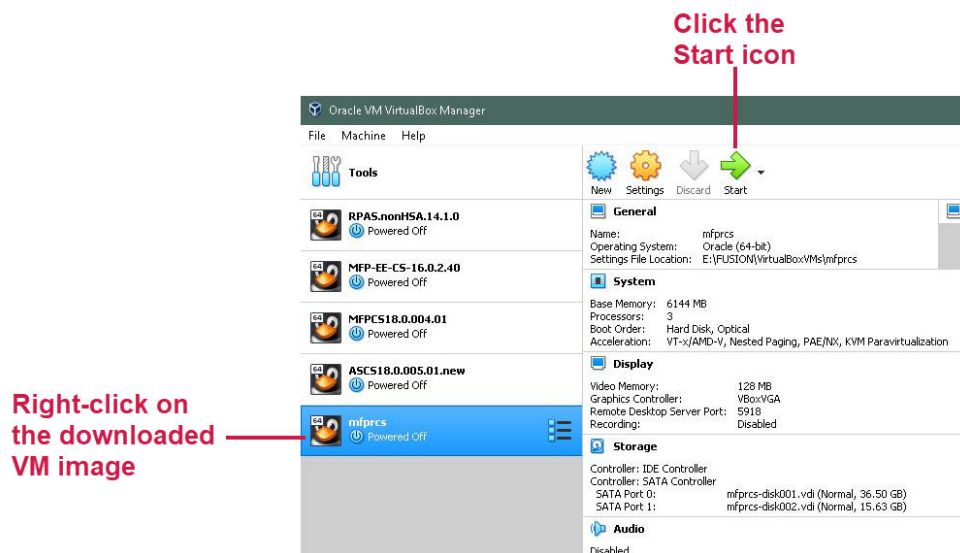 Click the
Start icon
Oracle VM VirtualBox Manager
File Machine Help
Tools
New Settings Discard Start
64
RPAS.nonHSA.14.1.0
Powered Off
64
MFP-EE-CS-16.0.2.40
Powered Off
64
MFPCS18.0.004.01
Powered Off
64
ASCS18.0.005.01.new
Powered Off
64
mfprcs
Powered Off
Right-click on
the downloaded
VM image
General
Name: mfprcs
Operating System: Oracle (64-bit)
Settings File Location: E:\FUSION\VirtualBoxVMs\mfprcs
System
Base Memory: 6144 MB
Processors: 3
Boot Order: Hard Disk, Optical
Acceleration: VT-x/AMD-V, Nested Paging, PAE/NX, KVM Paravirtualization
Display
Video Memory: 128 MB
Graphics Controller: VBoxVGA
Remote Desktop Server Port: 5918
Recording: Disabled
Storage
Controller: IDE Controller
Controller: SATA Controller
SATA Port 0: mfprcs-disk001.vdi (Normal, 36.50 GB)
SATA Port 1: mfprcs-disk002.vdi (Normal, 15.63 GB)
Audio
Disabled